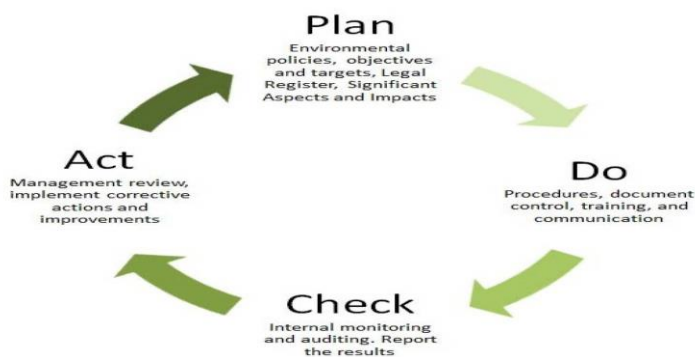 Plan
Environmental
policies, objectives
and targets, Legal
Register, Significant
Aspects and Impacts
Do
Procedures, document
control, training, and
communication
Check
Internal monitoring
and auditing. Report
the results
Act
Management review,
implement corrective
actions and
improvements